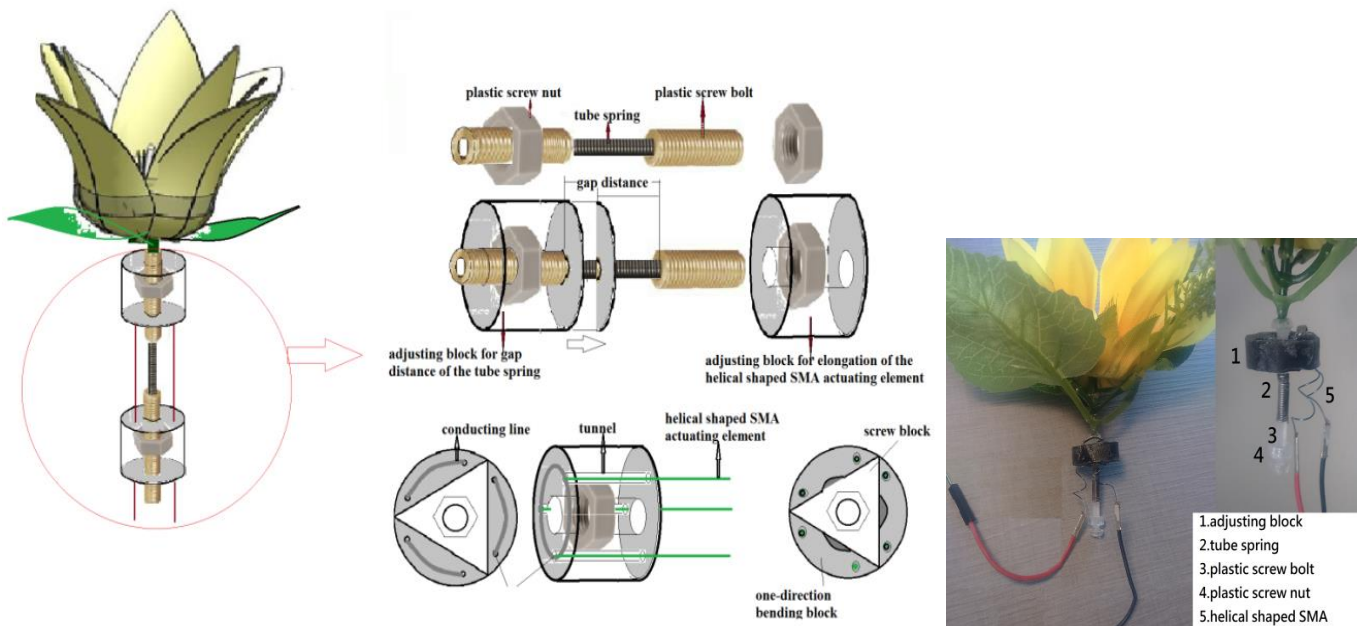 plastic screw nut
plastic screw bolt
tube spring
gap distance
adjusting block for gap
distance of the tube spring
adjusting block for elongation of the
helical shaped SMA actuating element
conducting line
tunnel
helical shaped SMA
actuating element
screw block
one-direction
bending block
1
2
5
3
4
1.adjusting block
2.tube spring
3.plastic screw bolt
4.plastic screw nut
5.helical shaped SMA